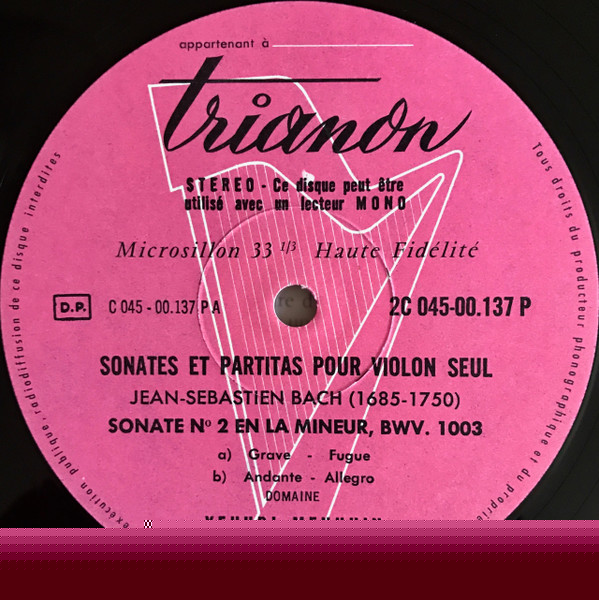 appartenant à
Trianon
STEREO - Ce disque peut être
utilisé avec un lecteur MONO
Microsillon 33 1/3 Haute Fidélité
D.P. C 045 - 00.137 P A 2C 045-00.137 P
SONATES ET PARTITAS POUR VIOLON SEUL
JEAN-SEBASTiEN BACH (1685-1750)
SONATE Nº 2 EN LA MINEUR, BWV. 1003
a) Grave - Fugue
b) Andante - Allegro
DOMAINE
Tous droits du producteur phonographique et du proprié
exécution publique, radiodiffusion de ce disque interdites